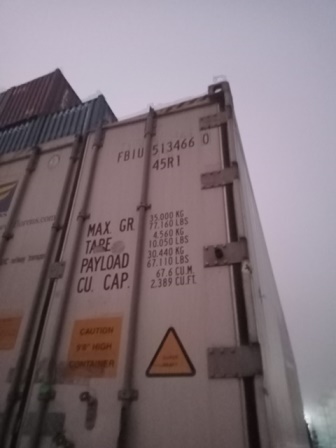 FBIU 513466 0
45R1
MAX. GR. 35.000 KG
77.160 LBS
TARE 4.560 KG
10.050 LBS
PAYLOAD 30.440 KG
67.110 LBS
CU. CAP. 67.6 CU.M.
2.389 CU.FT.
CAUTION
9'6" HIGH
CONTAINER